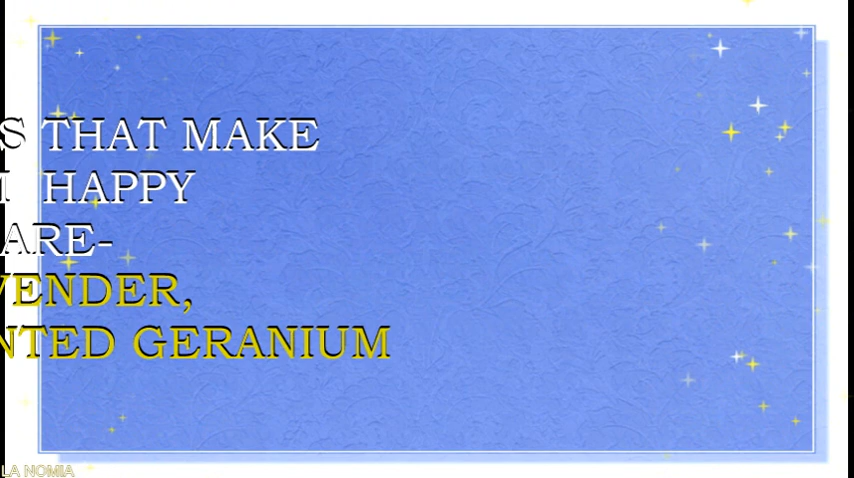 S THAT MAKE
HAPPY
ARE-
VENDER,
NTED GERANIUM
LA NOMIA